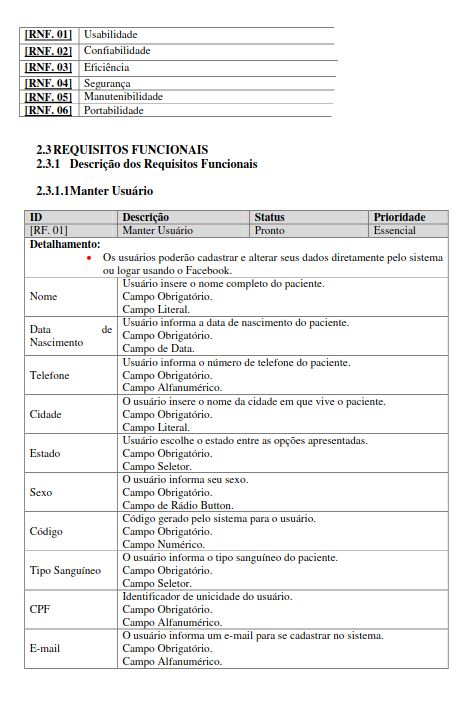 [RNF. 01] Usabilidade
[RNF. 02] Confiabilidade
[RNF. 03] Eficiência
[RNF. 04] Segurança
[RNF. 05] Manutenibilidade
[RNF. 06] Portabilidade
2.3 REQUISITOS FUNCIONAIS
2.3.1 Descrição dos Requisitos Funcionais
2.3.1.1Manter Usuário
ID Descrição Status Prioridade
[RF. 01] Manter Usuário Pronto Essencial
Detalhamento:
• Os usuários poderão cadastrar e alterar seus dados diretamente pelo sistema
ou logar usando o Facebook.
Nome
Usuário insere o nome completo do paciente.
Campo Obrigatório.
Campo Literal.
Data de
Nascimento
Usuário informa a data de nascimento do paciente.
Campo Obrigatório.
Campo de Data.
Telefone
Usuário informa o número de telefone do paciente.
Campo Obrigatório.
Campo Alfanumérico.
Cidade
O usuário insere o nome da cidade em que vive o paciente.
Campo Obrigatório.
Campo Literal.
Estado
Usuário escolhe o estado entre as opções apresentadas.
Campo Obrigatório.
Campo Seletor.
Sexo
O usuário informa seu sexo.
Campo Obrigatório.
Campo de Rádio Button.
Código
Código gerado pelo sistema para o usuário.
Campo Obrigatório.
Campo Numérico.
Tipo Sanguíneo
O usuário informa o tipo sanguíneo do paciente.
Campo Obrigatório.
Campo Seletor.
CPF
Identificador de unicidade do usuário.
Campo Obrigatório.
Campo Alfanumérico.
E-mail
O usuário informa um e-mail para se cadastrar no sistema.
Campo Obrigatório.
Campo Alfanumérico.